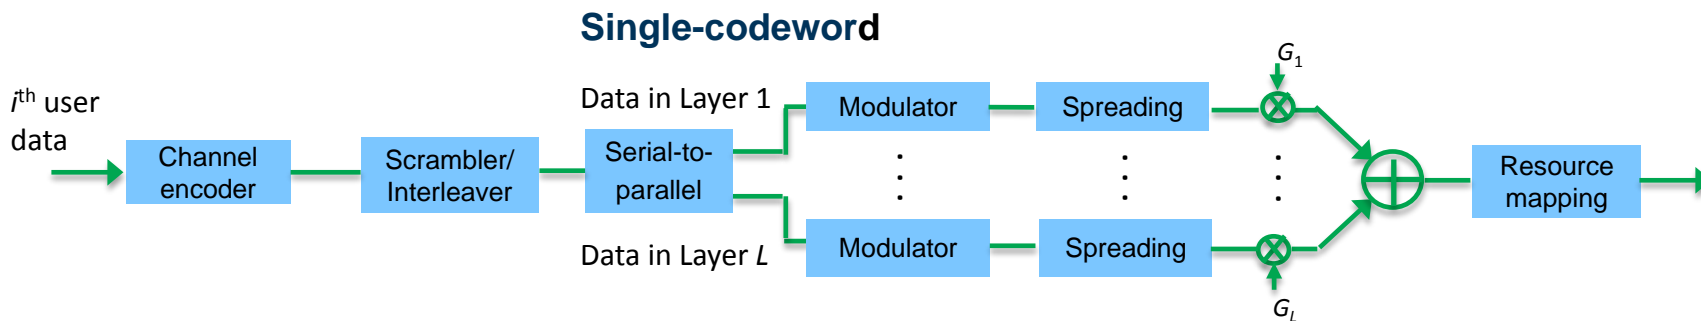 Single-codeword
G1
ith user
data
Data in Layer 1
Modulator
Spreading
Channel
encoder
Scrambler/
Interleaver
Serial-to-
parallel
Resource
mapping
Data in Layer L
Modulator
Spreading
GL